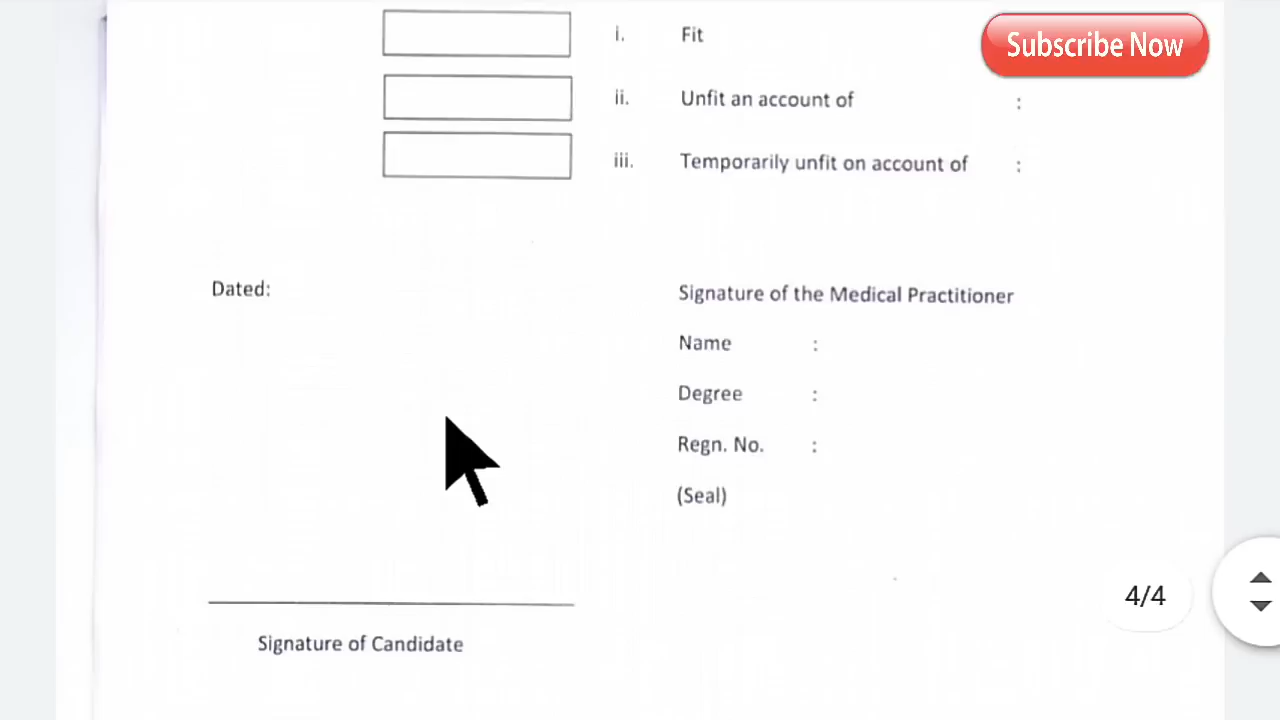 i. Fit
Subscribe Now
ii. Unfit an account of :
iii. Temporarily unfit on account of :
Dated:
Signature of the Medical Practitioner
Name :
Degree :
Regn. No. :
(Seal)
4/4
Signature of Candidate